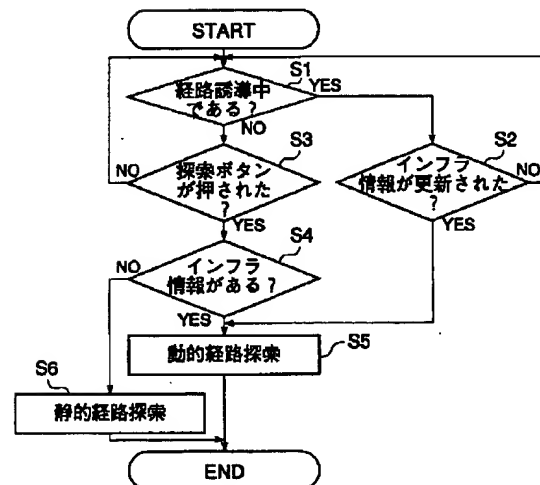 START
S1
経路誘導中
である？
YES
NO
S3
探索ボタン
が押された
？
NO
YES
S2
インフラ
情報が更新された
？
NO
YES
S4
インフラ
情報がある？
NO
YES
動的経路探索
S5
S6
静的経路探索
END